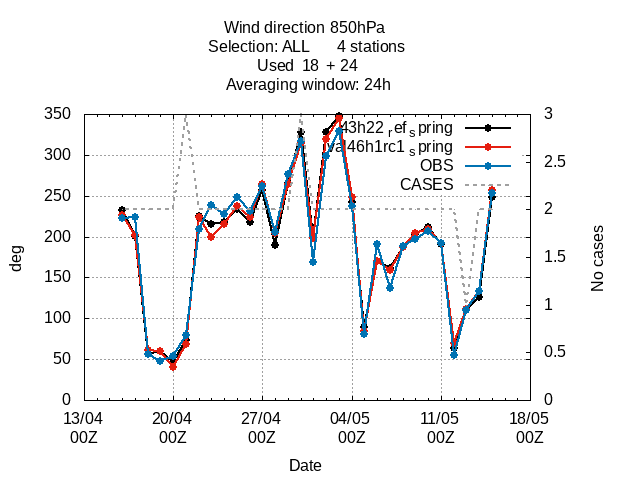 Wind direction 850hPa
Selection: ALL 4 stations
Used 18 + 24
Averaging window: 24h
350
300
250
200
150
100
50
0
deg
3
2.5
2
1.5
1
0.5
0
No cases
43h22_refspring
46h1rc1spring
OBS
CASES
13/04
00Z
20/04
00Z
27/04
00Z
04/05
00Z
11/05
00Z
18/05
00Z
Date